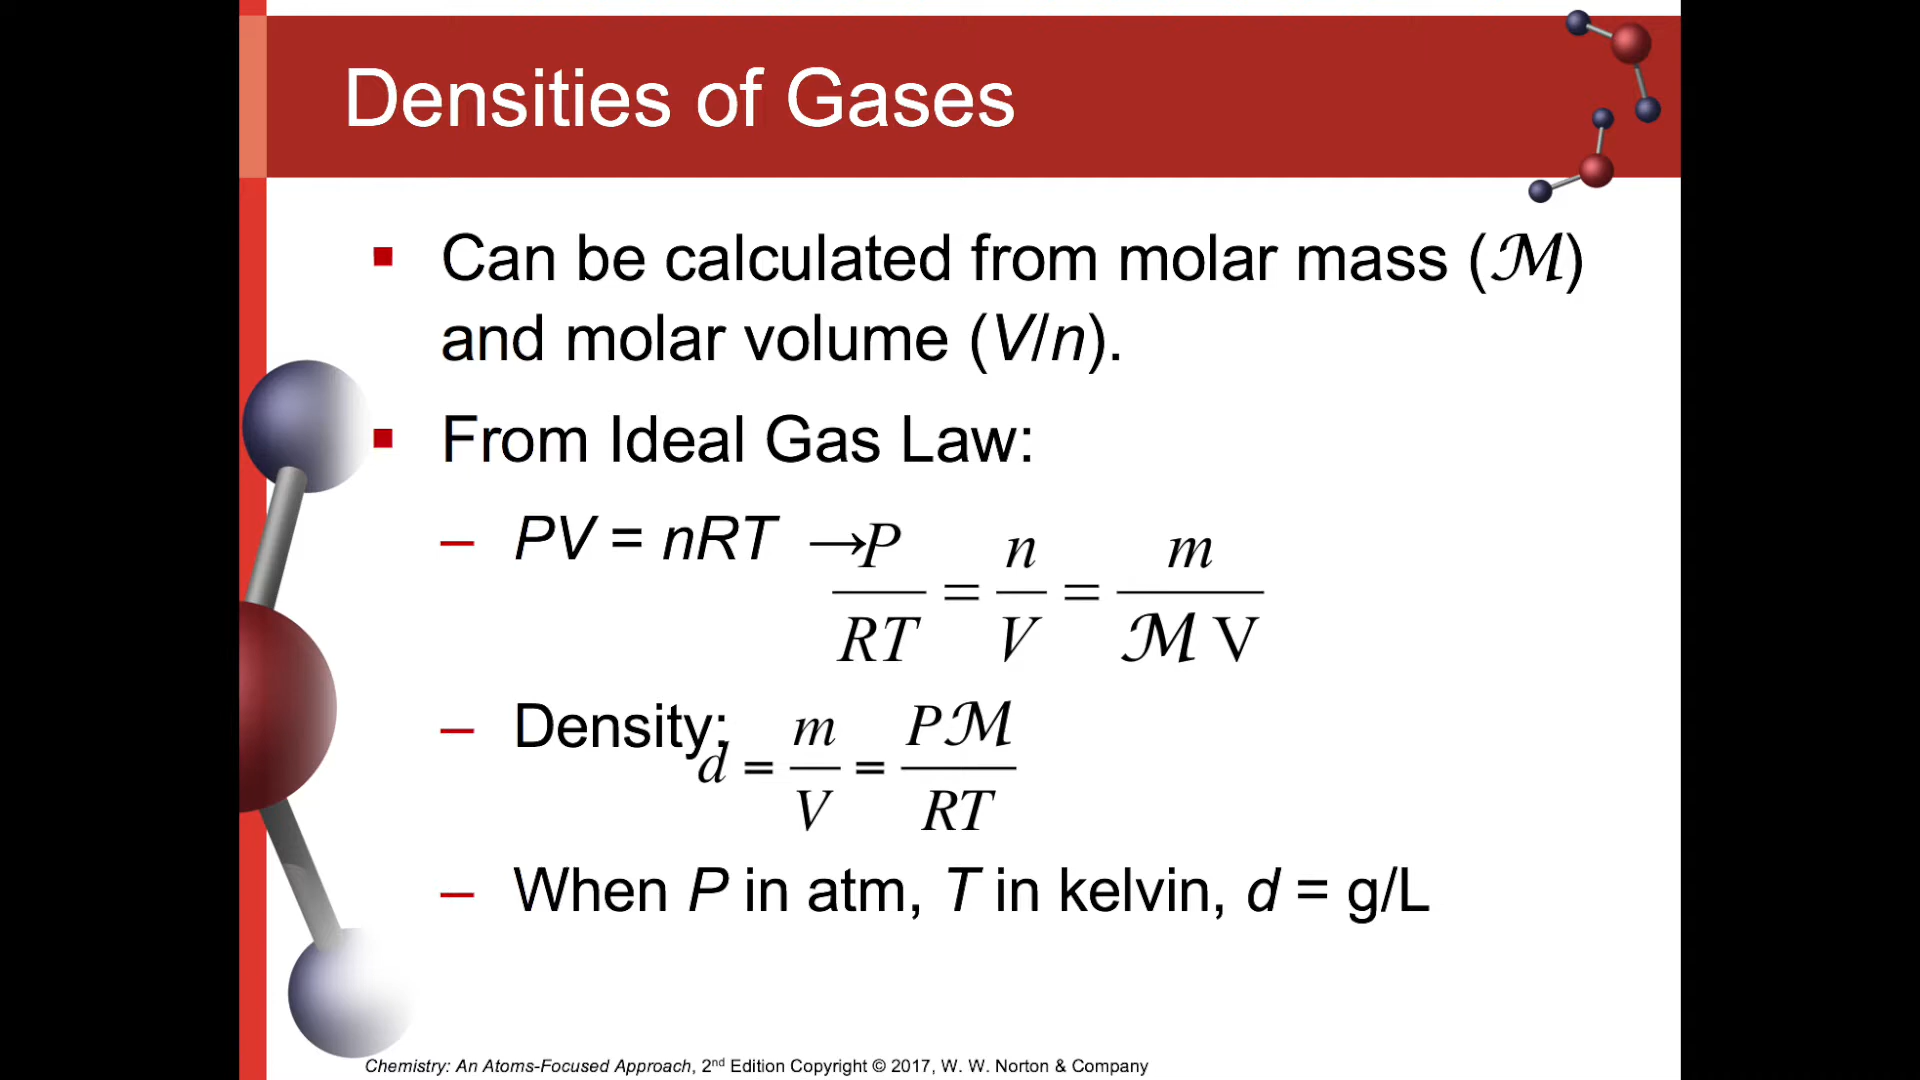 Densities of Gases
▪ Can be calculated from molar mass (ℳ)
and molar volume (V/n).
▪ From Ideal Gas Law:
– PV = nRT → P/RT = n/V = m/ℳ V
– Density: d = m/V = Pℳ/RT
– When P in atm, T in kelvin, d = g/L
Chemistry: An Atoms-Focused Approach, 2nd Edition Copyright © 2017, W. W. Norton & Company